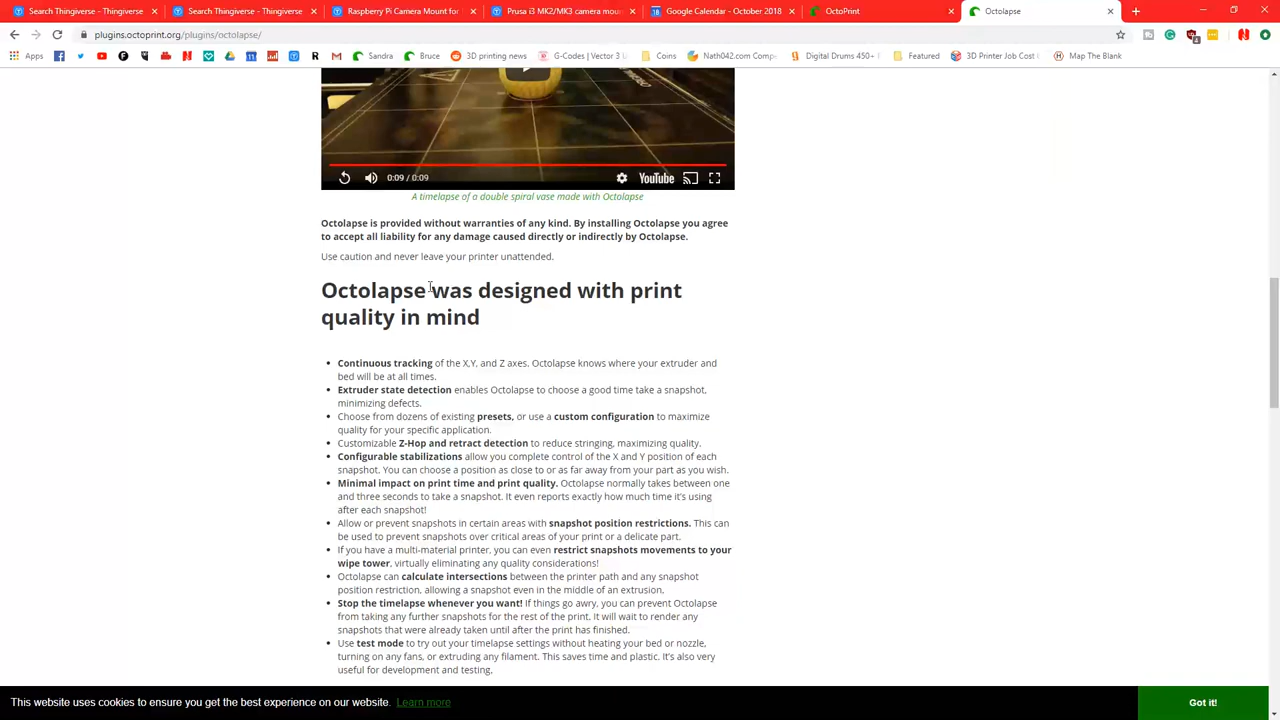 Search Thingiverse - Thingivers
Search Thingiverse - Thingivers
Raspberry Pi Camera Mount for
Prusa i3 MK2/MK3 camera moun
Google Calendar - October 2018
OctoPrint
Octolapse
plugins.octoprint.org/plugins/octolapse/
Apps
Sandra
Bruce
3D printing news
G-Codes | Vector 3
Coins
Nath042.com Comp
Digital Drums 450+
Featured
3D Printer Job Cost
Map The Blank
0:09 / 0:09
YouTube
A timelapse of a double spiral vase made with Octolapse
Octolapse is provided without warranties of any kind. By installing Octolapse you agree
to accept all liability for any damage caused directly or indirectly by Octolapse.
Use caution and never leave your printer unattended.
Octolapse was designed with print
quality in mind
Continuous tracking of the X,Y, and Z axes. Octolapse knows where your extruder and
bed will be at all times.
Extruder state detection enables Octolapse to choose a good time take a snapshot,
minimizing defects.
Choose from dozens of existing presets, or use a custom configuration to maximize
quality for your specific application.
Customizable Z-Hop and retract detection to reduce stringing, maximizing quality.
Configurable stabilizations allow you complete control of the X and Y position of each
snapshot. You can choose a position as close to or as far away from your part as you wish.
Minimal impact on print time and print quality. Octolapse normally takes between one
and three seconds to take a snapshot. It even reports exactly how much time it's using
after each snapshot!
Allow or prevent snapshots in certain areas with snapshot position restrictions. This can
be used to prevent snapshots over critical areas of your print or a delicate part.
If you have a multi-material printer, you can even restrict snapshots movements to your
wipe tower, virtually eliminating any quality considerations!
Octolapse can calculate intersections between the printer path and any snapshot
position restriction, allowing a snapshot even in the middle of an extrusion.
Stop the timelapse whenever you want! If things go awry, you can prevent Octolapse
from taking any further snapshots for the rest of the print. It will wait to render any
snapshots that were already taken until after the print has finished.
Use test mode to try out your timelapse settings without heating your bed or nozzle,
turning on any fans, or extruding any filament. This saves time and plastic. It's also very
useful for development and testing.
This website uses cookies to ensure you get the best experience on our website. Learn more
Got it!